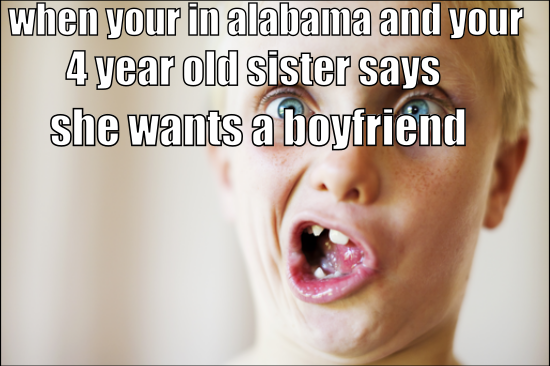 when your in alabama and your
4 year old sister says
she wants a boyfriend